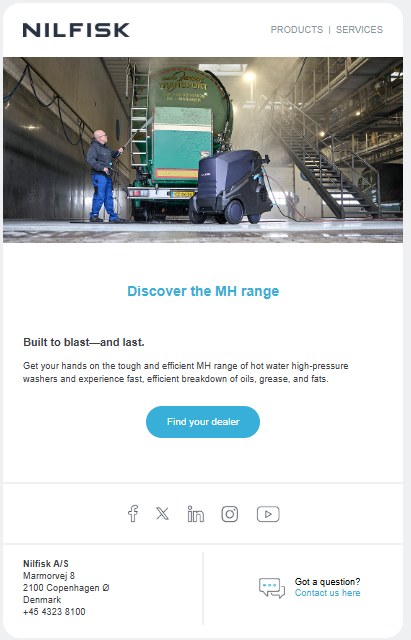 NILFISK
PRODUCTS | SERVICES
TRANSPORT
Discover the MH range
Built to blast—and last.
Get your hands on the tough and efficient MH range of hot water high-pressure
washers and experience fast, efficient breakdown of oils, grease, and fats.
Find your dealer
Nilfisk A/S
Marmorvej 8
2100 Copenhagen Ø
Denmark
+45 4323 8100
Got a question?
Contact us here